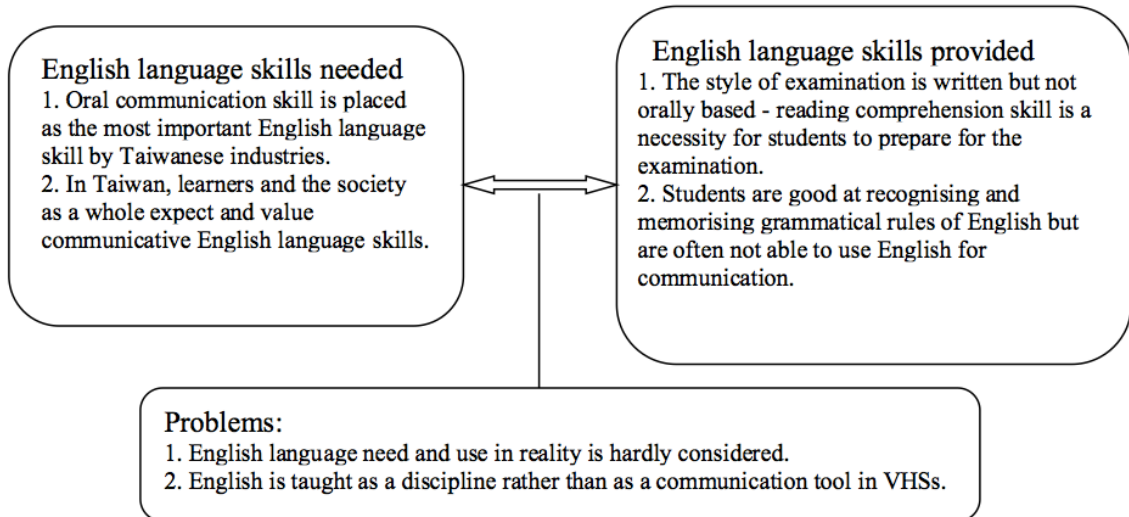 English language skills needed
1. Oral communication skill is placed
as the most important English language
skill by Taiwanese industries.
2. In Taiwan, learners and the society
as a whole expect and value
communicative English language skills.
English language skills provided
1. The style of examination is written but not
orally based - reading comprehension skill is a
necessity for students to prepare for the
examination.
2. Students are good at recognising and
memorising grammatical rules of English but
are often not able to use English for
communication.
Problems:
1. English language need and use in reality is hardly considered.
2. English is taught as a discipline rather than as a communication tool in VHSs.